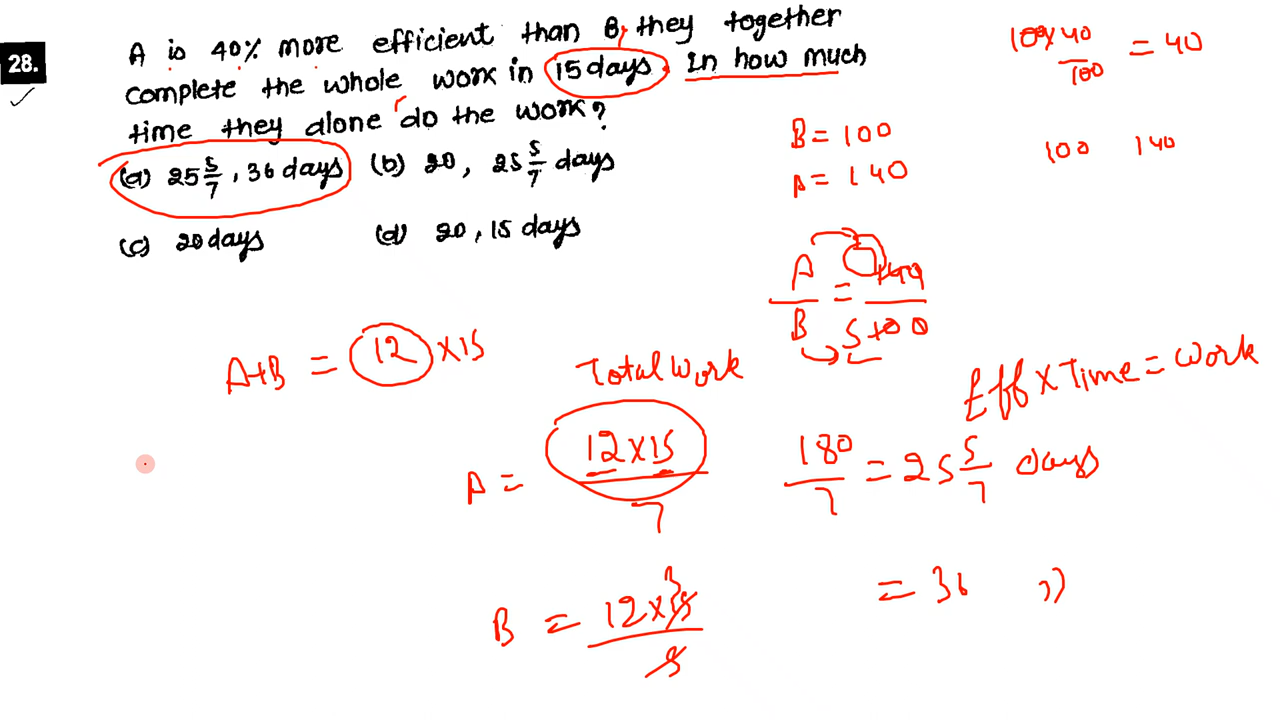 28.
A is 40% more efficient than B, they together
complete the whole work in 15 days. In how much
time they alone do the work?
(a) 25 5/7, 36 days (b) 20, 25 5/7 days
(c) 20 days (d) 20, 15 days
100×40/100 = 40
B = 100
A = 140
100 140
A/B = 7 140/5 100
A+B = 12 ×15
Total Work
Eff × Time = Work
A = 12×15/7 180/7 = 25 5/7 days
B = 12×15 3/5 = 36 ))